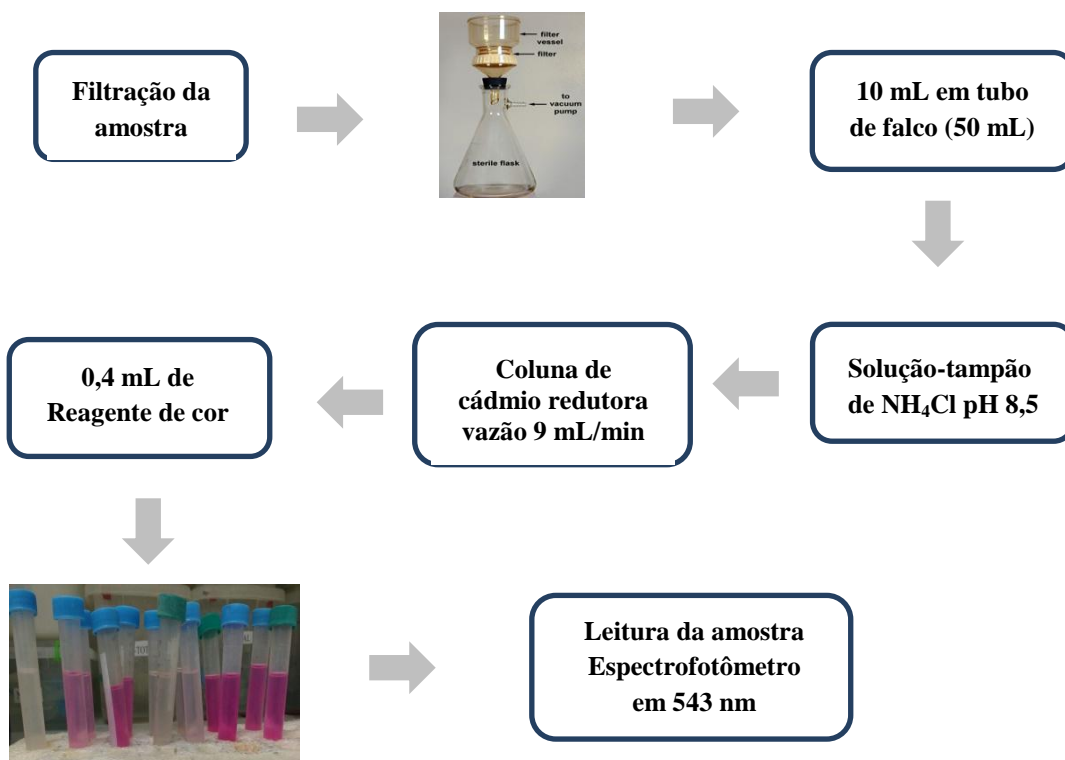 Filtração da
amostra
filter
vessel
filter
to
vacuum
pump
sterile flask
10 mL em tubo
de falco (50 mL)
Solução-tampão
de NH₄Cl pH 8,5
Coluna de
cádmio redutora
vazão 9 mL/min
0,4 mL de
Reagente de cor
Leitura da amostra
Espectrofotômetro
em 543 nm